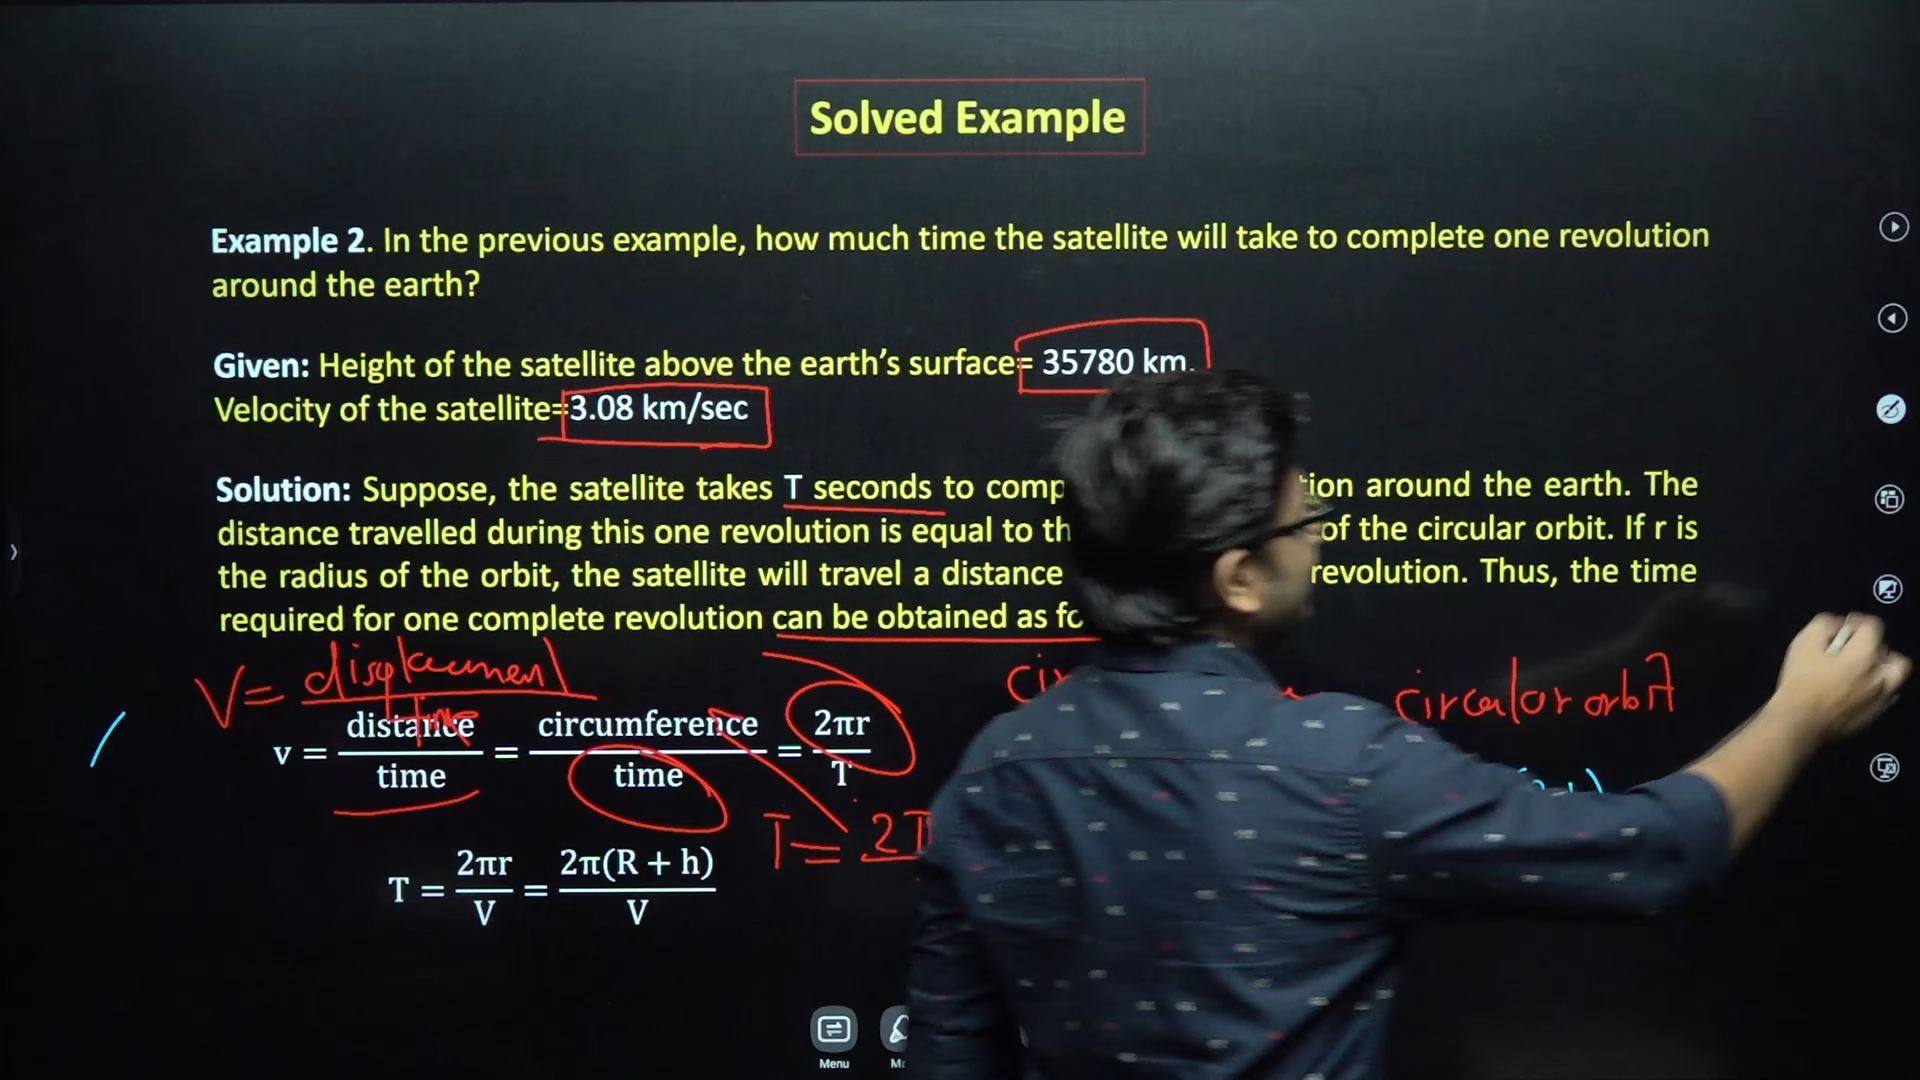 Solved Example
Example 2. In the previous example, how much time the satellite will take to complete one revolution
around the earth?
Given: Height of the satellite above the earth's surface= 35780 km.
Velocity of the satellite=3.08 km/sec
Solution: Suppose, the satellite takes T seconds to comp ion around the earth. The
distance travelled during this one revolution is equal to th of the circular orbit. If r is
the radius of the orbit, the satellite will travel a distance revolution. Thus, the time
required for one complete revolution can be obtained as fo
V = displacement / Time
circular orbit
v = distance / time = circumference / time = 2πr / T
T = 2π
T = 2πr / V = 2π(R + h) / V
Menu